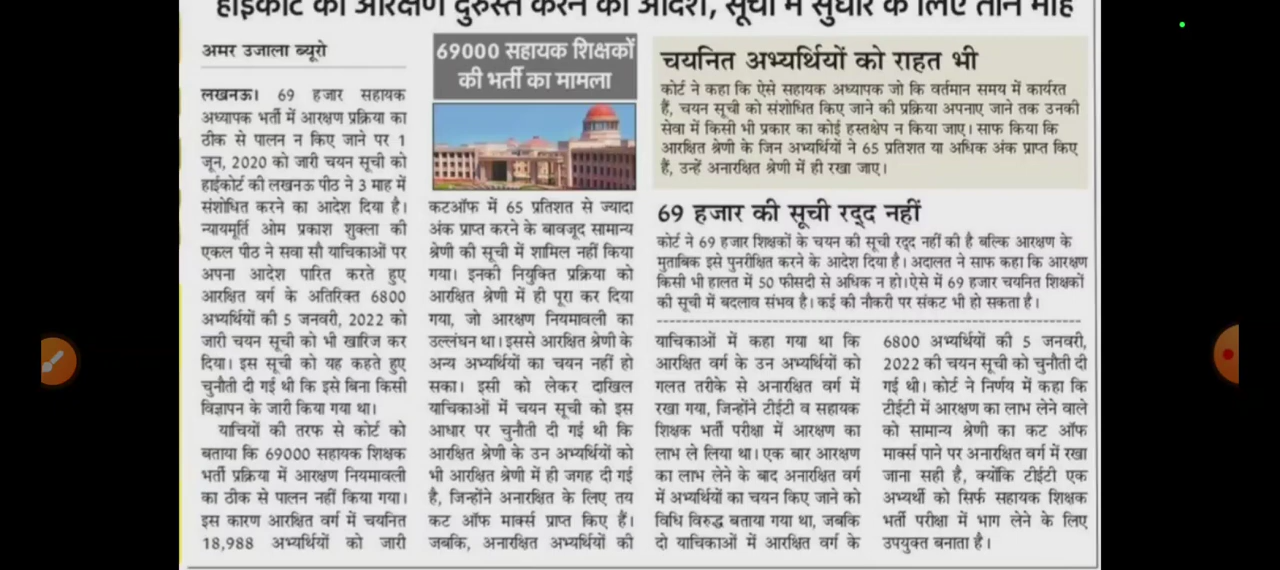 हाईकोर्ट का आरक्षण दुरुस्त करने का आदेश, सूची में सुधार के लिए तीन माह
अमर उजाला ब्यूरो
लखनऊ। 69 हजार सहायक
अध्यापक भर्ती में आरक्षण प्रक्रिया का
ठीक से पालन न किए जाने पर 1
जून, 2020 को जारी चयन सूची को
हाईकोर्ट की लखनऊ पीठ ने 3 माह में
संशोधित करने का आदेश दिया है।
न्यायमूर्ति ओम प्रकाश शुक्ला की
एकल पीठ ने सवा सौ याचिकाओं पर
अपना आदेश पारित करते हुए
आरक्षित वर्ग के अतिरिक्त 6800
अभ्यर्थियों की 5 जनवरी, 2022 को
जारी चयन सूची को भी खारिज कर
दिया। इस सूची को यह कहते हुए
चुनौती दी गई थी कि इसे बिना किसी
विज्ञापन के जारी किया गया था।
याचियों की तरफ से कोर्ट को
बताया कि 69000 सहायक शिक्षक
भर्ती प्रक्रिया में आरक्षण नियमावली
का ठीक से पालन नहीं किया गया।
इस कारण आरक्षित वर्ग में चयनित
18,988 अभ्यर्थियों को जारी
69000 सहायक शिक्षकों
की भर्ती का मामला
कटऑफ में 65 प्रतिशत से ज्यादा
अंक प्राप्त करने के बावजूद सामान्य
श्रेणी की सूची में शामिल नहीं किया
गया। इनकी नियुक्ति प्रक्रिया को
आरक्षित श्रेणी में ही पूरा कर दिया
गया, जो आरक्षण नियमावली का
उल्लंघन था। इससे आरक्षित श्रेणी के
अन्य अभ्यर्थियों का चयन नहीं हो
सका। इसी को लेकर दाखिल
याचिकाओं में चयन सूची को इस
आधार पर चुनौती दी गई थी कि
आरक्षित श्रेणी के उन अभ्यर्थियों को
भी आरक्षित श्रेणी में ही जगह दी गई
है, जिन्होंने अनारक्षित के लिए तय
कट ऑफ मार्क्स प्राप्त किए हैं।
जबकि, अनारक्षित अभ्यर्थियों की
चयनित अभ्यर्थियों को राहत भी
कोर्ट ने कहा कि ऐसे सहायक अध्यापक जो कि वर्तमान समय में कार्यरत
हैं, चयन सूची को संशोधित किए जाने की प्रक्रिया अपनाए जाने तक उनकी
सेवा में किसी भी प्रकार का कोई हस्तक्षेप न किया जाए। साफ किया कि
आरक्षित श्रेणी के जिन अभ्यर्थियों ने 65 प्रतिशत या अधिक अंक प्राप्त किए
हैं, उन्हें अनारक्षित श्रेणी में ही रखा जाए।
69 हजार की सूची रद्द नहीं
कोर्ट ने 69 हजार शिक्षकों के चयन की सूची रद्द नहीं की है बल्कि आरक्षण के
मुताबिक इसे पुनरीक्षित करने के आदेश दिया है। अदालत ने साफ कहा कि आरक्षण
किसी भी हालत में 50 फीसदी से अधिक न हो। ऐसे में 69 हजार चयनित शिक्षकों
की सूची में बदलाव संभव है। कई की नौकरी पर संकट भी हो सकता है।
याचिकाओं में कहा गया था कि
आरक्षित वर्ग के उन अभ्यर्थियों को
गलत तरीके से अनारक्षित वर्ग में
रखा गया, जिन्होंने टीईटी व सहायक
शिक्षक भर्ती परीक्षा में आरक्षण का
लाभ ले लिया था। एक बार आरक्षण
का लाभ लेने के बाद अनारक्षित वर्ग
में अभ्यर्थियों का चयन किए जाने को
विधि विरुद्ध बताया गया था, जबकि
दो याचिकाओं में आरक्षित वर्ग के
6800 अभ्यर्थियों की 5 जनवरी,
2022 की चयन सूची को चुनौती दी
गई थी। कोर्ट ने निर्णय में कहा कि
टीईटी में आरक्षण का लाभ लेने वाले
को सामान्य श्रेणी का कट ऑफ
मार्क्स पाने पर अनारक्षित वर्ग में रखा
जाना सही है, क्योंकि टीईटी एक
अभ्यर्थी को सिर्फ सहायक शिक्षक
भर्ती परीक्षा में भाग लेने के लिए
उपयुक्त बनाता है।